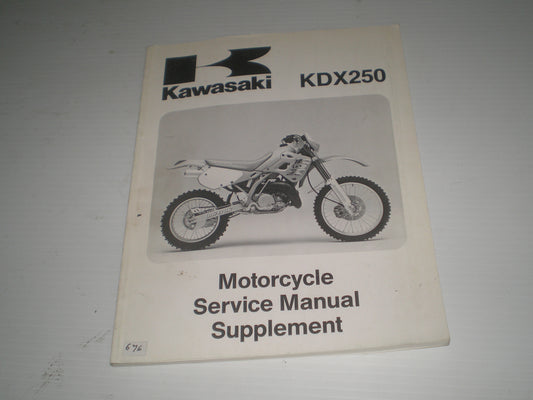 Kawasaki
KDX250
Motorcycle
Service Manual
Supplement
676